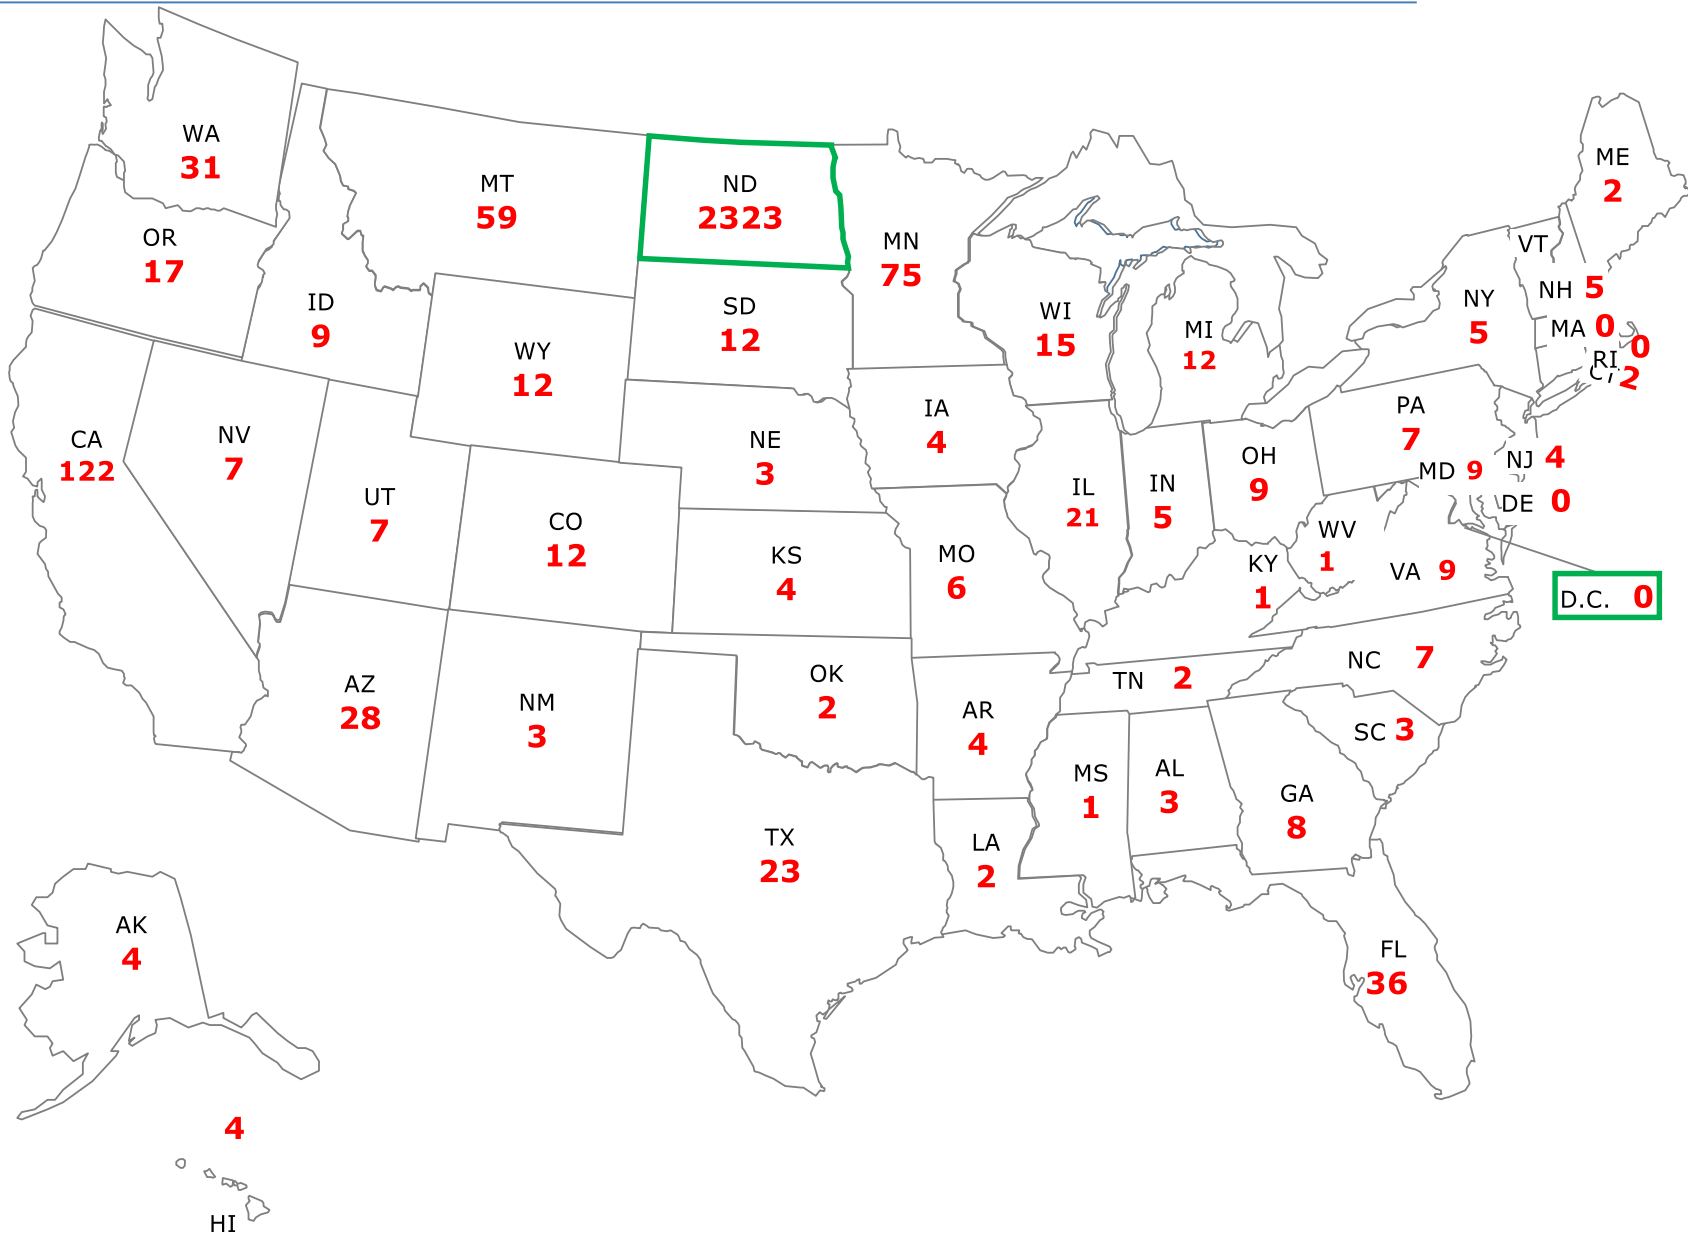 WA
31
OR
17
ID
9
MT
59
ND
2323
MN
75
SD
12
WY
12
WI
15
MI
12
ME
2
VT
NH 5
MA 0
RI 0
2
NY
5
PA
7
NJ 4
MD 9
DE 0
D.C. 0
CA
122
NV
7
UT
7
CO
12
NE
3
IA
4
KS
4
MO
6
IL
21
IN
5
OH
9
WV
1
VA 9
KY
1
TN 2
NC 7
SC 3
AZ
28
NM
3
OK
2
AR
4
TX
23
LA
2
MS
1
AL
3
GA
8
FL
36
AK
4
4
HI